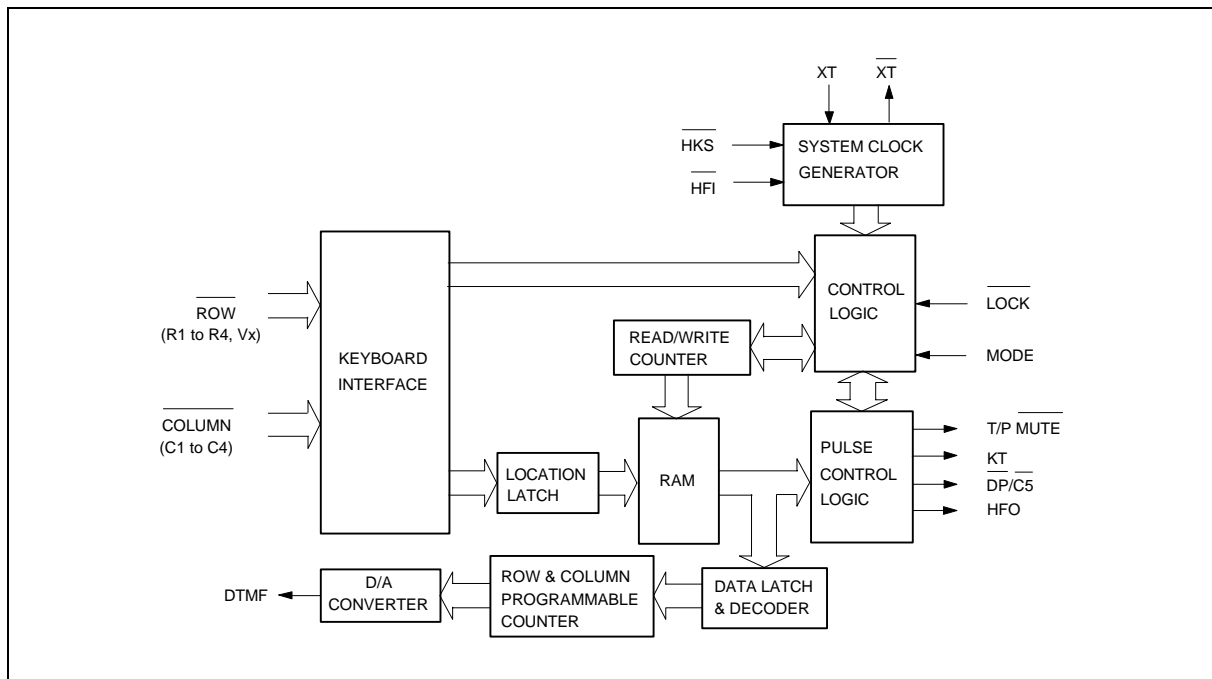 XT
XT
HKS
HFI
SYSTEM CLOCK
GENERATOR
ROW
(R1 to R4, Vx)
COLUMN
(C1 to C4)
KEYBOARD
INTERFACE
CONTROL
LOGIC
LOCK
MODE
READ/WRITE
COUNTER
LOCATION
LATCH
RAM
PULSE
CONTROL
LOGIC
T/P MUTE
KT
DP/C5
HFO
DTMF
D/A
CONVERTER
ROW & COLUMN
PROGRAMMABLE
COUNTER
DATA LATCH
& DECODER